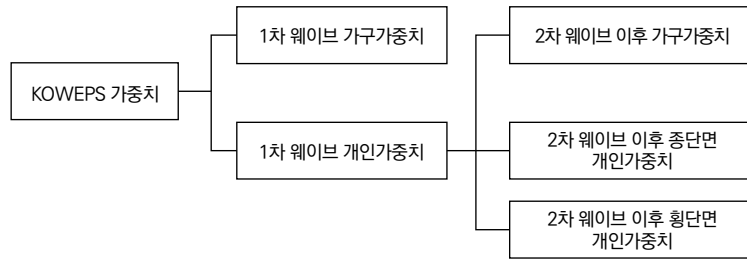 KOWEPS 가중치
1차 웨이브 가구가중치
1차 웨이브 개인가중치
2차 웨이브 이후 가구가중치
2차 웨이브 이후 종단면
개인가중치
2차 웨이브 이후 횡단면
개인가중치